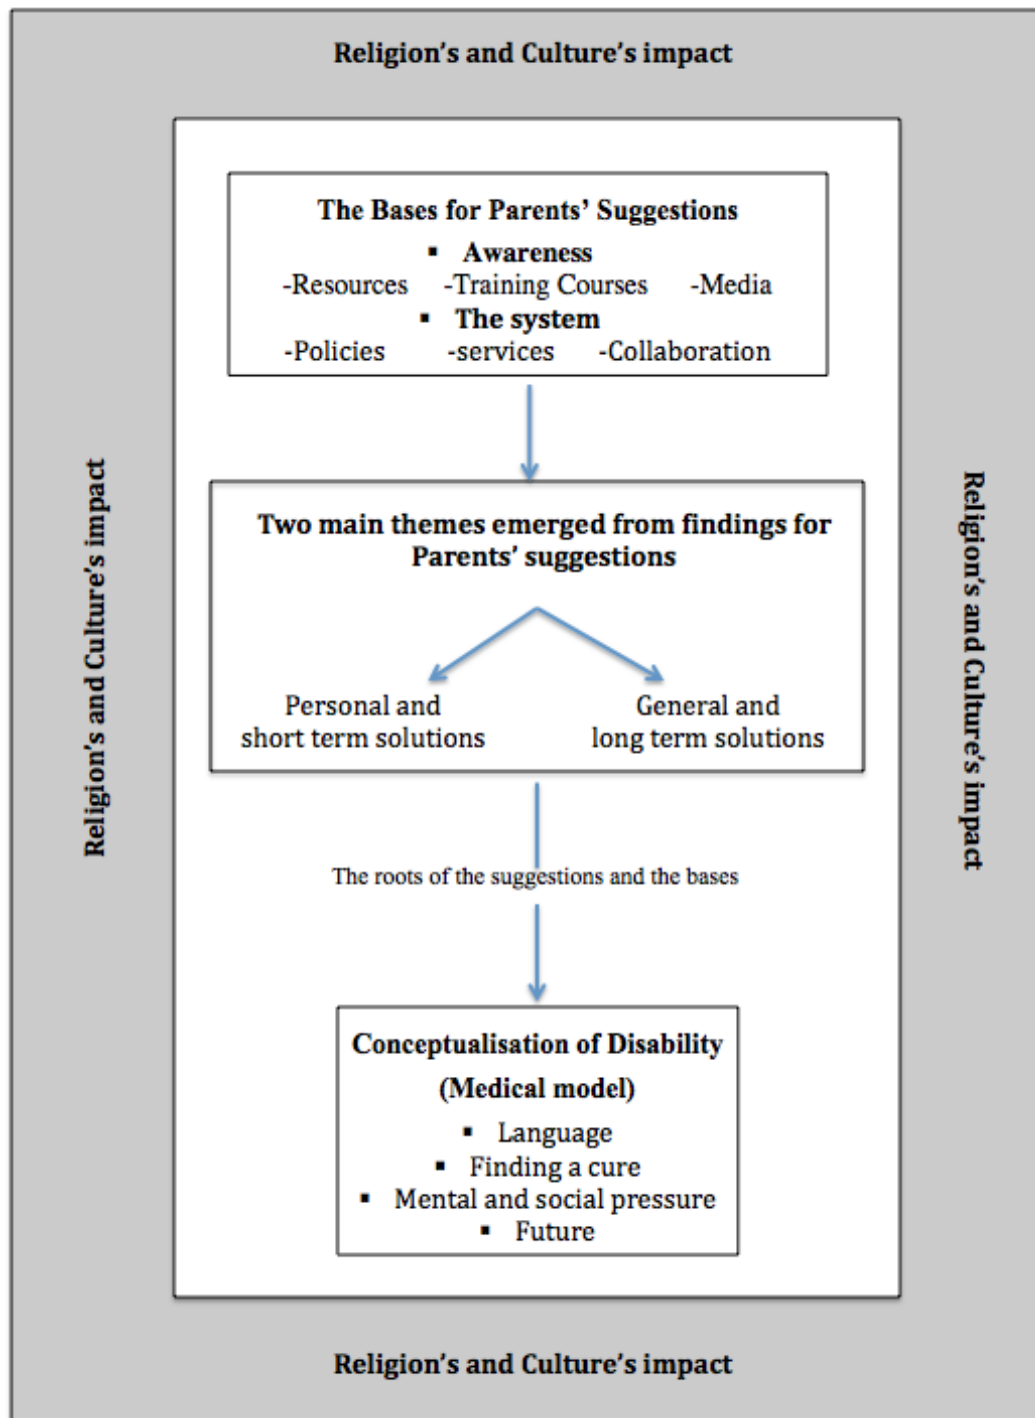 Religion’s and Culture’s impact
The Bases for Parents’ Suggestions
▪ Awareness
-Resources -Training Courses -Media
▪ The system
-Policies -services -Collaboration
Two main themes emerged from findings for
Parents’ suggestions
Personal and
short term solutions
General and
long term solutions
The roots of the suggestions and the bases
Conceptualisation of Disability
(Medical model)
▪ Language
▪ Finding a cure
▪ Mental and social pressure
▪ Future
Religion’s and Culture’s impact
Religion’s and Culture’s impact
Religion’s and Culture’s impact